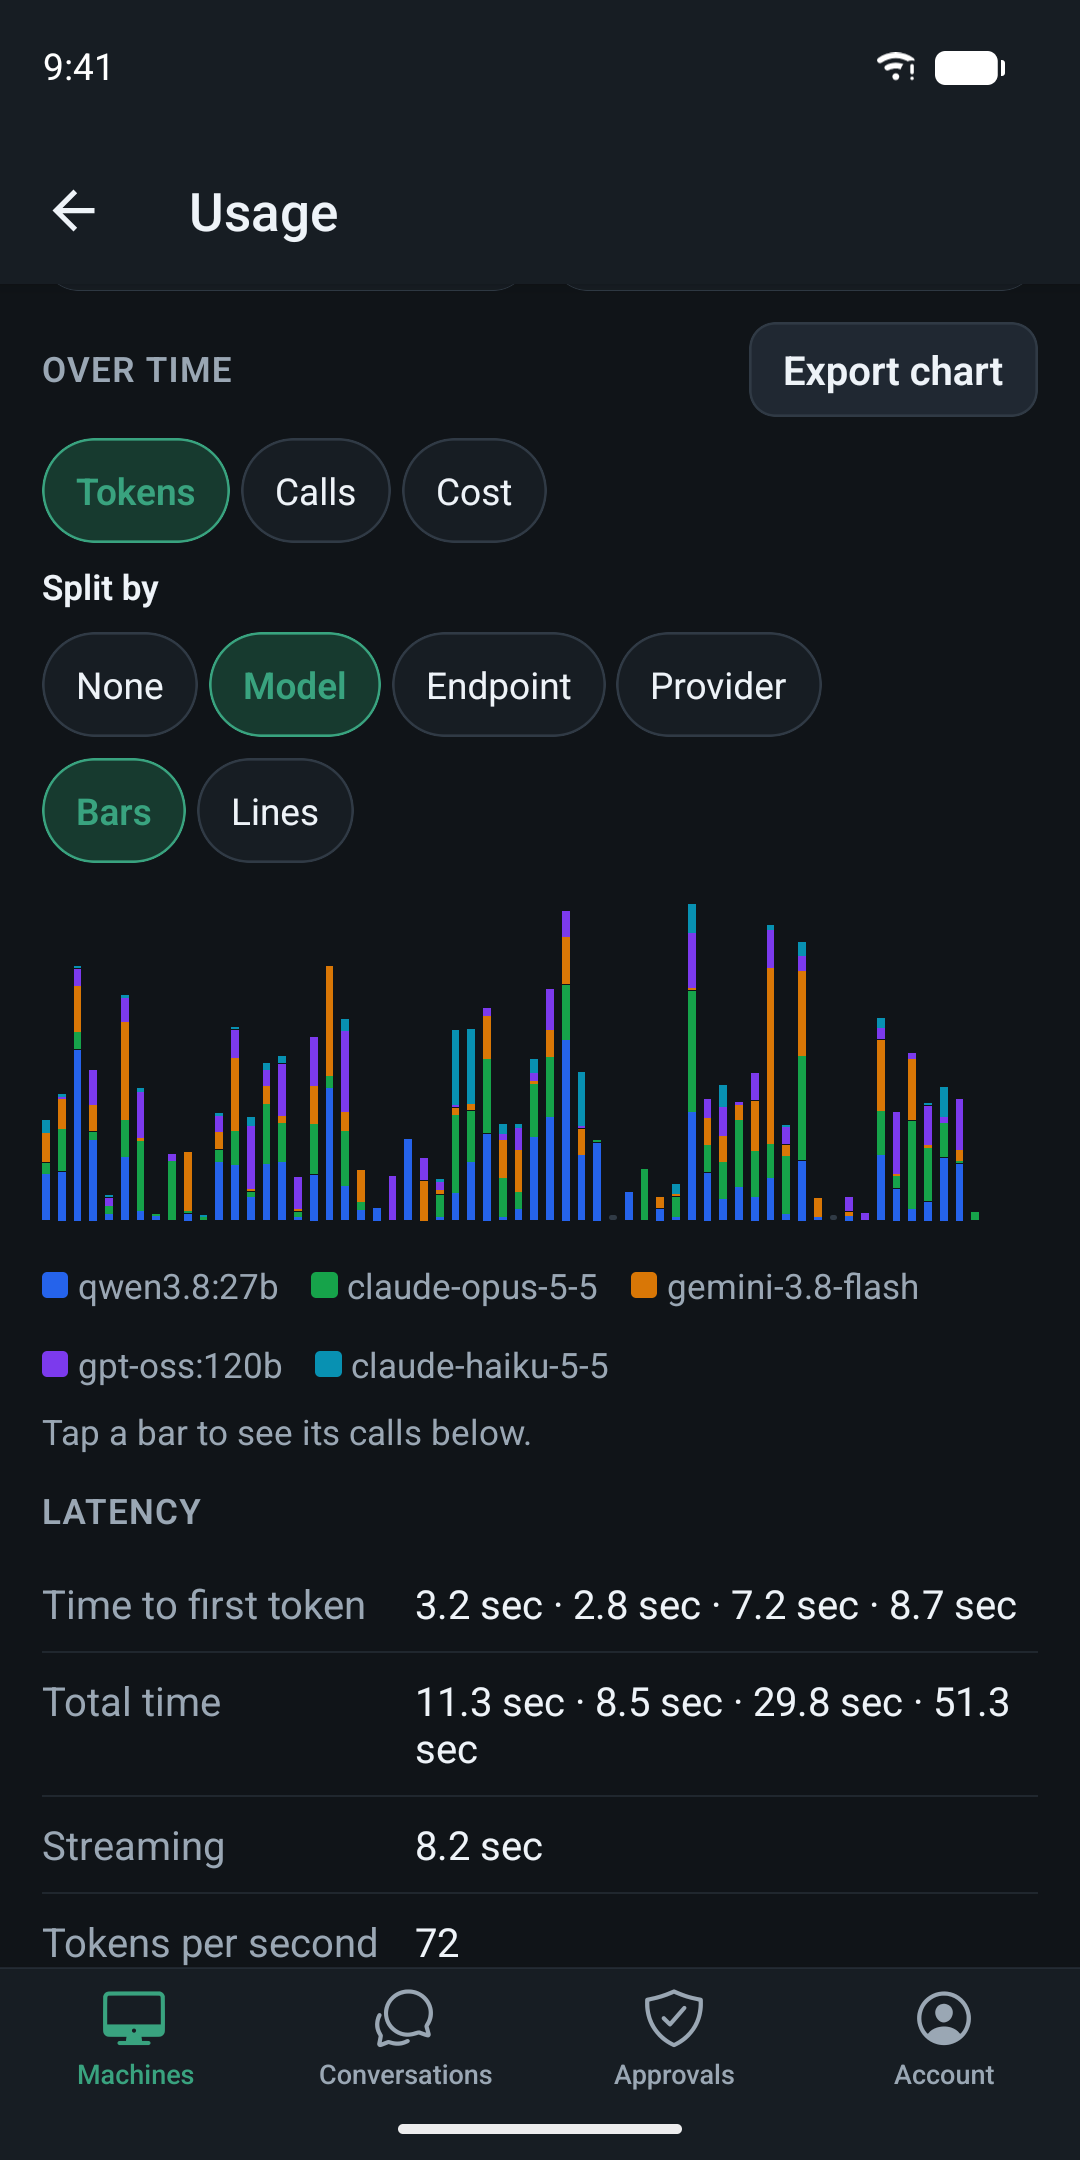 9:41
Usage
OVER TIME
Export chart
Tokens
Calls
Cost
Split by
None
Model
Endpoint
Provider
Bars
Lines
qwen3.8:27b
claude-opus-5-5
gemini-3.8-flash
gpt-oss:120b
claude-haiku-5-5
Tap a bar to see its calls below.
LATENCY
Time to first token
3.2 sec · 2.8 sec · 7.2 sec · 8.7 sec
Total time
11.3 sec · 8.5 sec · 29.8 sec · 51.3
sec
Streaming
8.2 sec
Tokens per second
72
Machines
Conversations
Approvals
Account